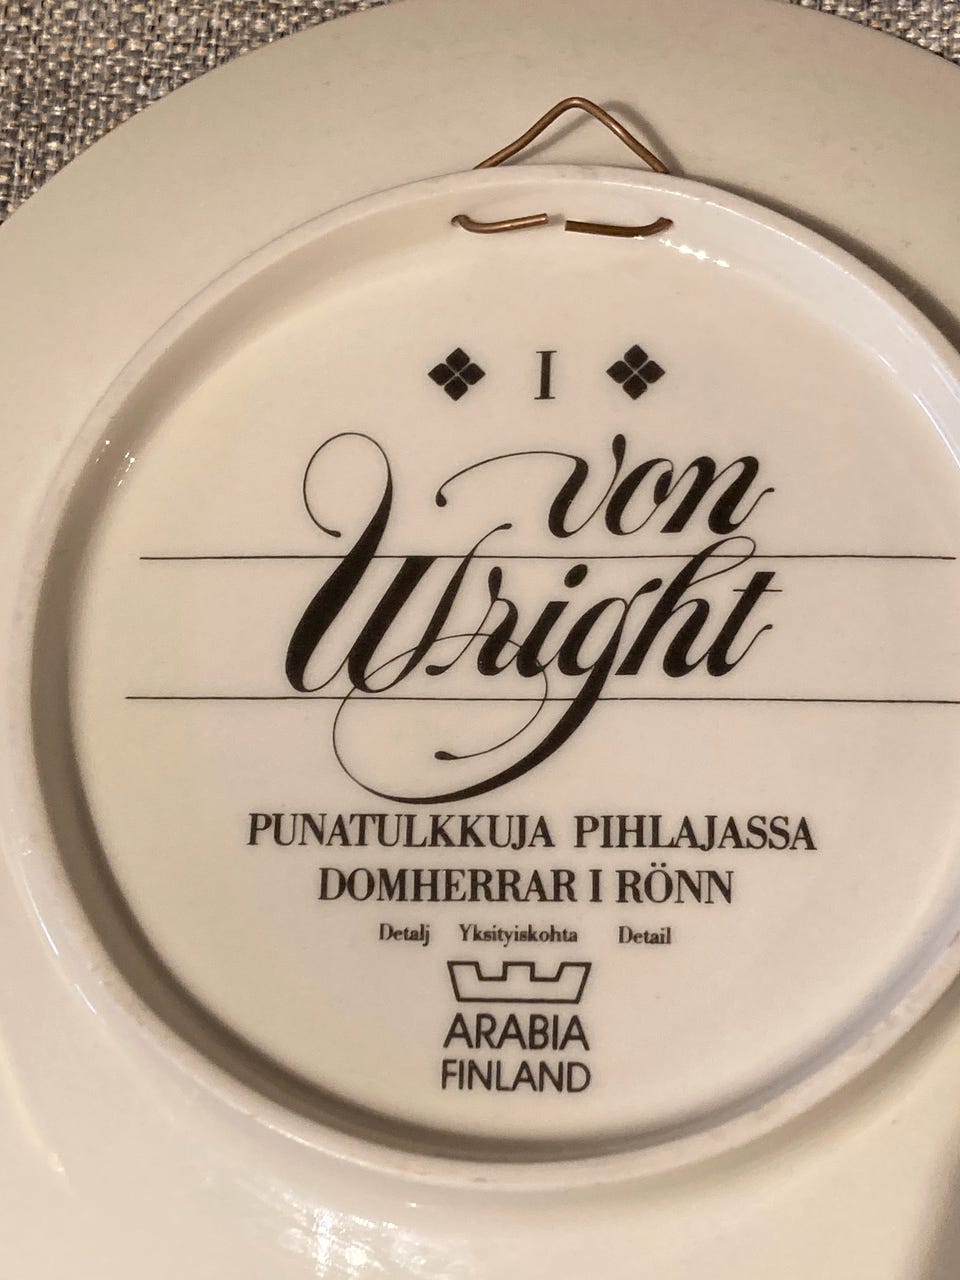 I
von
Wright
PUNATULKKUJA PIHLAJASSA
DOMHERRAR I RÖNN
Detalj Yksityiskohta Detail
ARABIA
FINLAND